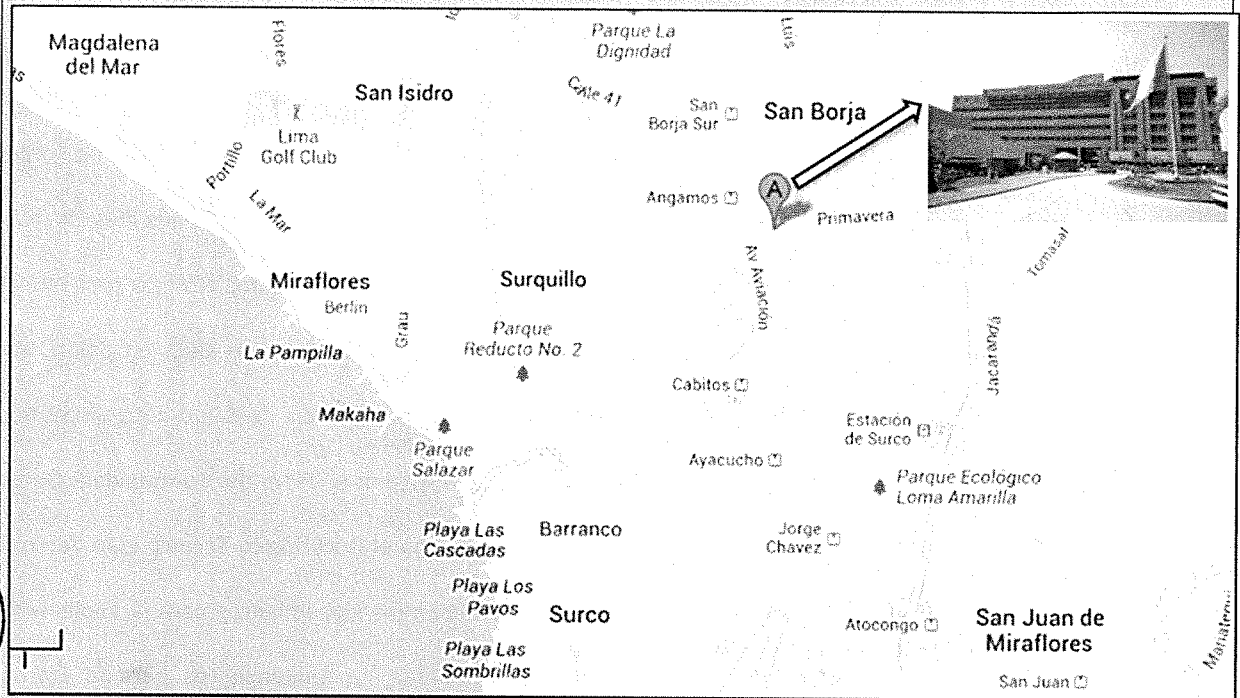 Magdalena
del Mar
Flores
Parque La
Dignidad
Luis
San Isidro
Calle 41
San
Borja Sur
San Borja
Lima
Golf Club
Portillo
La Mar
Angamos
A
Primavera
Tomasal
Av Aviación
Miraflores
Berlin
Surquillo
Grau
Parque
Reducto No. 2
La Pampilla
Jacarandá
Cabitos
Makaha
Parque
Salazar
Estación
de Surco
Ayacucho
Parque Ecológico
Loma Amarilla
Playa Las
Cascadas
Barranco
Jorge
Chavez
Playa Los
Pavos
Surco
Atocongo
San Juan de
Miraflores
Playa Las
Sombrillas
San Juan